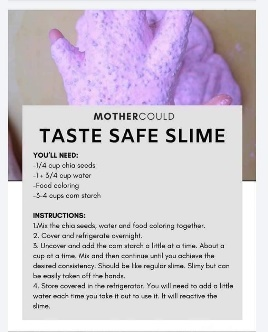 MOTHERCOULD
TASTE SAFE SLIME
YOU'LL NEED:
-1/4 cup chia seeds
-1+ 3/4 cup water
-Food coloring
-3-4 cups corn starch
INSTRUCTIONS:
1.Mix the chia seeds, water and food coloring together.
2. Cover and refrigerate overnight.
3. Uncover and add the corn starch a little at a time. About a
cup at a time. Mix and then continue until you achieve the
desired consistency. Should be like regular slime. Slimy but can
be easily taken off the hands.
4. Store covered in the refrigerator. You will need to add a little
water each time you take it out to use it. It will reactive the
slime.